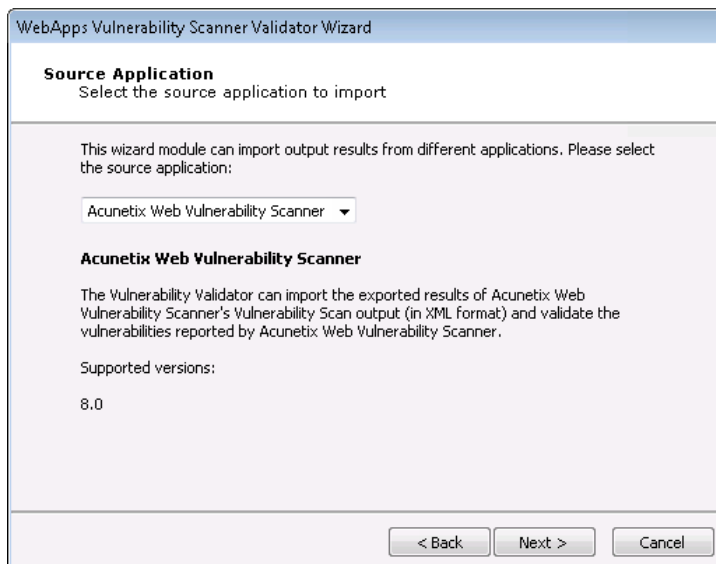 WebApps Vulnerability Scanner Validator Wizard
Source Application
Select the source application to import
This wizard module can import output results from different applications. Please select
the source application:
Acunetix Web Vulnerability Scanner
Acunetix Web Vulnerability Scanner
The Vulnerability Validator can import the exported results of Acunetix Web
Vulnerability Scanner's Vulnerability Scan output (in XML format) and validate the
vulnerabilities reported by Acunetix Web Vulnerability Scanner.
Supported versions:
8.0
< Back Next > Cancel